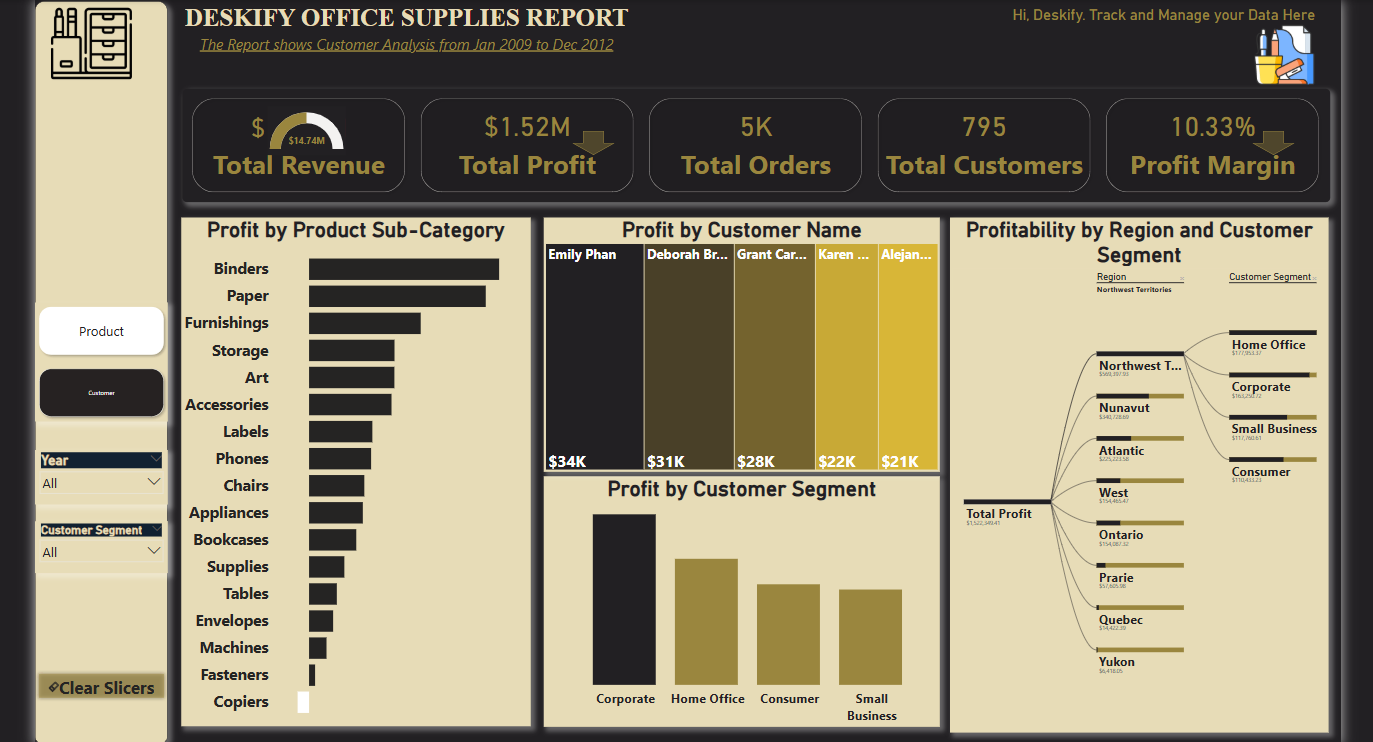 DESKIFY OFFICE SUPPLIES REPORT
The Report shows Customer Analysis from Jan 2009 to Dec 2012
Hi, Deskify. Track and Manage your Data Here
$
$14.74M
Total Revenue
$1.52M
Total Profit
5K
Total Orders
795
Total Customers
10.33%
Profit Margin
Product
Customer
Year
All
Customer Segment
All
Clear Slicers
Profit by Product Sub-Category
Binders
Paper
Furnishings
Storage
Art
Accessories
Labels
Phones
Chairs
Appliances
Bookcases
Supplies
Tables
Envelopes
Machines
Fasteners
Copiers
Profit by Customer Name
Emily Phan
Deborah Br...
Grant Car...
Karen ...
Alejan...
$34K
$31K
$28K
$22K
$21K
Profit by Customer Segment
Corporate
Home Office
Consumer
Small
Business
Profitability by Region and Customer
Segment
Region
Northwest Territories
Customer Segment
Total Profit
$1,522,349.41
Northwest T...
$569,397.93
Nunavut
$340,728.69
Atlantic
$225,223.58
West
$154,465.47
Ontario
$154,087.32
Prarie
$57,605.98
Quebec
$14,422.39
Yukon
$6,418.05
Home Office
$177,953.37
Corporate
$163,250.72
Small Business
$117,760.61
Consumer
$110,433.23